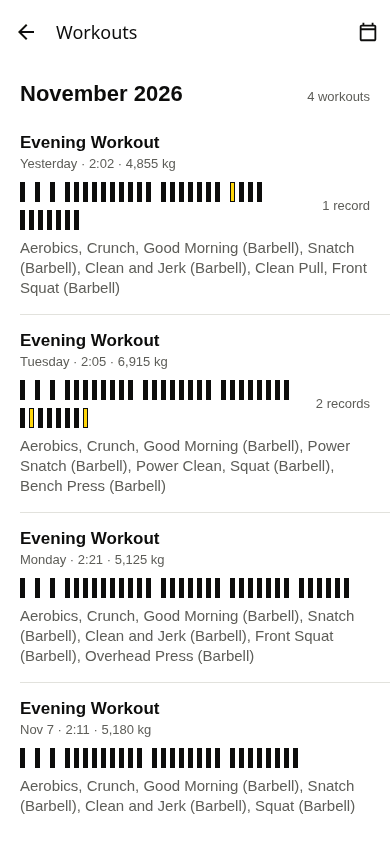 Workouts
November 2026
4 workouts
Evening Workout
Yesterday · 2:02 · 4,855 kg
1 record
Aerobics, Crunch, Good Morning (Barbell), Snatch
(Barbell), Clean and Jerk (Barbell), Clean Pull, Front
Squat (Barbell)
Evening Workout
Tuesday · 2:05 · 6,915 kg
2 records
Aerobics, Crunch, Good Morning (Barbell), Power
Snatch (Barbell), Power Clean, Squat (Barbell),
Bench Press (Barbell)
Evening Workout
Monday · 2:21 · 5,125 kg
Aerobics, Crunch, Good Morning (Barbell), Snatch
(Barbell), Clean and Jerk (Barbell), Front Squat
(Barbell), Overhead Press (Barbell)
Evening Workout
Nov 7 · 2:11 · 5,180 kg
Aerobics, Crunch, Good Morning (Barbell), Snatch
(Barbell), Clean and Jerk (Barbell), Squat (Barbell)